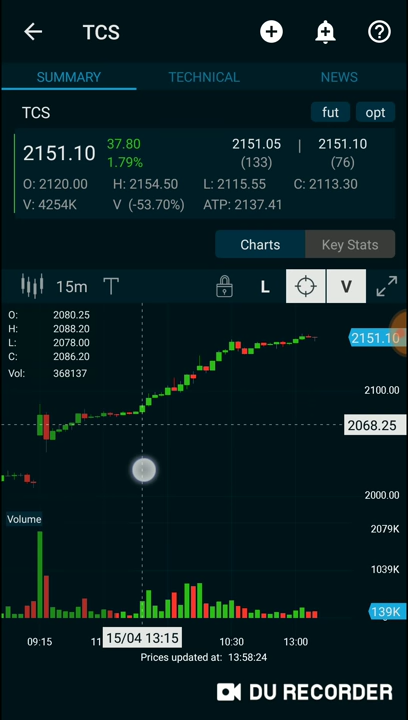 TCS
SUMMARY TECHNICAL NEWS
TCS fut opt
2151.10 37.80 2151.05 | 2151.10
1.79% (133) (76)
O: 2120.00 H: 2154.50 L: 2115.55 C: 2113.30
V: 4254K V (-53.70%) ATP: 2137.41
Charts Key Stats
15m T L V
O: 2080.25
H: 2088.20
L: 2078.00
C: 2086.20
Vol: 368137
2151.10
2100.00
2068.25
2000.00
Volume
2079K
1039K
139K
09:15 11 15/04 13:15 10:30 13:00
Prices updated at: 13:58:24
DU RECORDER